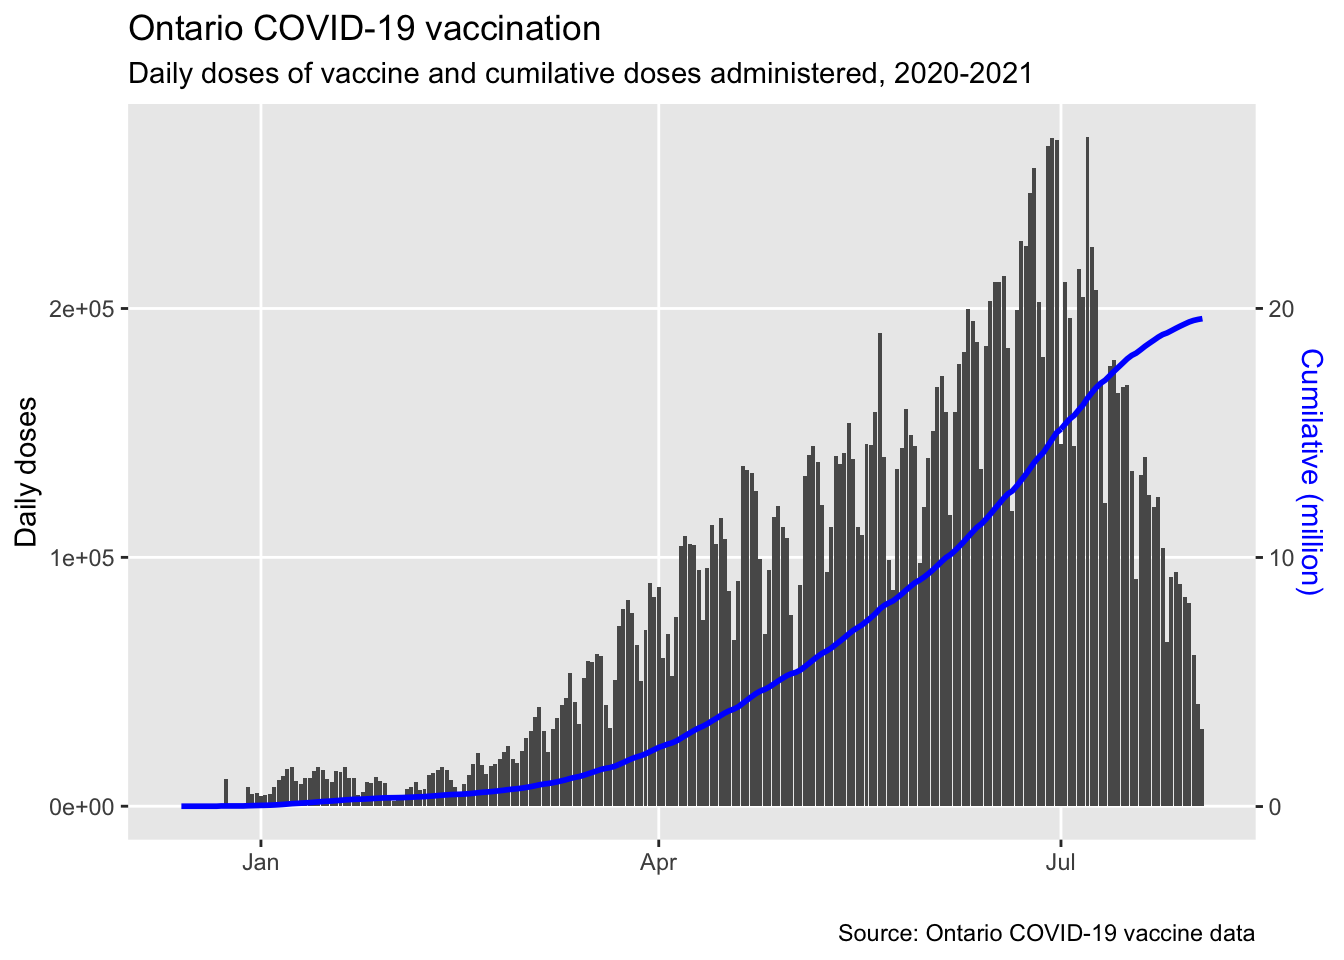 Ontario COVID-19 vaccination
Daily doses of vaccine and cumilative doses administered, 2020-2021
Daily doses
2e+05
1e+05
0e+00
20
10
0
Cumilative (million)
Jan
Apr
Jul
Source: Ontario COVID-19 vaccine data